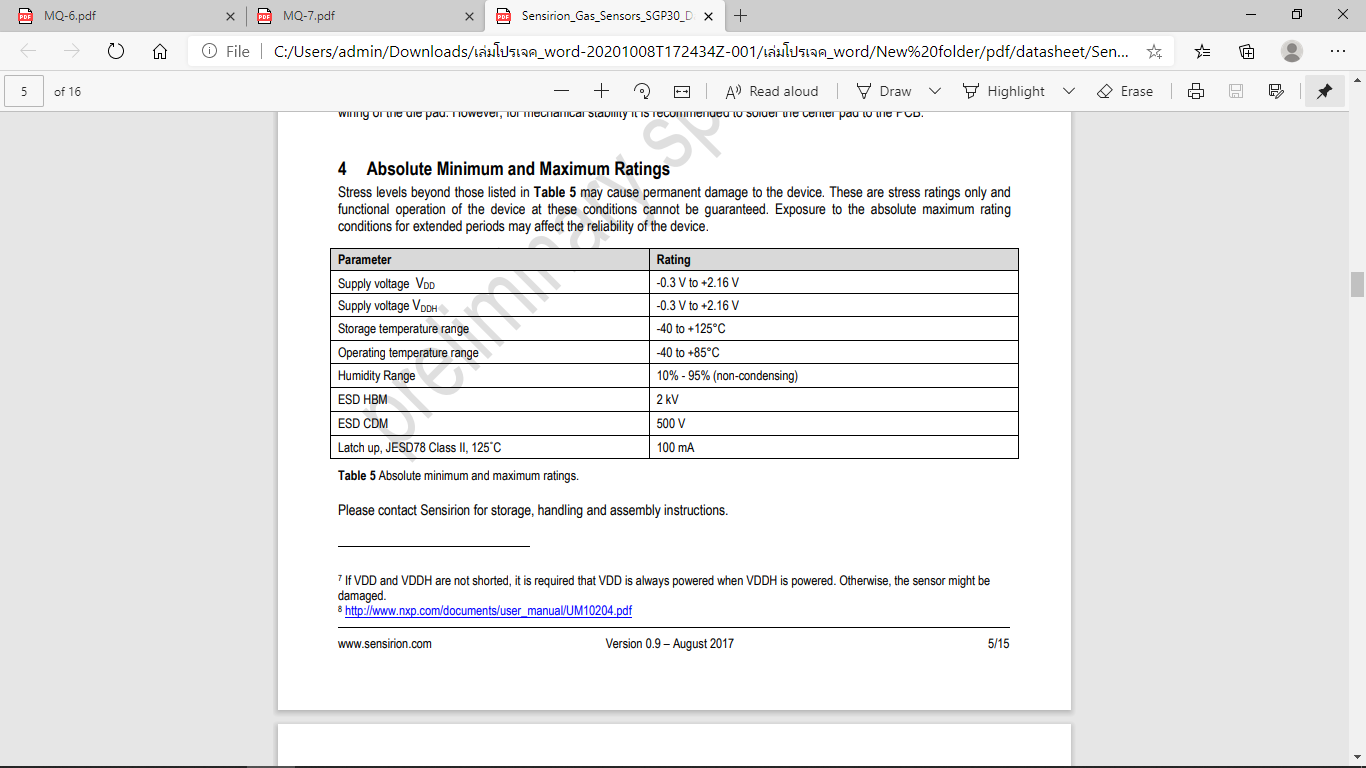 MQ-6.pdf
MQ-7.pdf
Sensirion_Gas_Sensors_SGP30_D
File
C:/Users/admin/Downloads/เล่มโปรเจค_word-20201008T172434Z-001/เล่มโปรเจค_word/New%20folder/pdf/datasheet/Sen...
5 of 16
Read aloud
Draw
Highlight
Erase
wiring of the die pad. However, for mechanical stability it is recommended to solder the center pad to the PCB.
4 Absolute Minimum and Maximum Ratings
Stress levels beyond those listed in Table 5 may cause permanent damage to the device. These are stress ratings only and
functional operation of the device at these conditions cannot be guaranteed. Exposure to the absolute maximum rating
conditions for extended periods may affect the reliability of the device.
Parameter Rating
Supply voltage VDD -0.3 V to +2.16 V
Supply voltage VDDH -0.3 V to +2.16 V
Storage temperature range -40 to +125°C
Operating temperature range -40 to +85°C
Humidity Range 10% - 95% (non-condensing)
ESD HBM 2 kV
ESD CDM 500 V
Latch up, JESD78 Class II, 125˚C 100 mA
Table 5 Absolute minimum and maximum ratings.
Please contact Sensirion for storage, handling and assembly instructions.
7 If VDD and VDDH are not shorted, it is required that VDD is always powered when VDDH is powered. Otherwise, the sensor might be
damaged.
8 http://www.nxp.com/documents/user_manual/UM10204.pdf
www.sensirion.com Version 0.9 – August 2017 5/15
preliminary sp